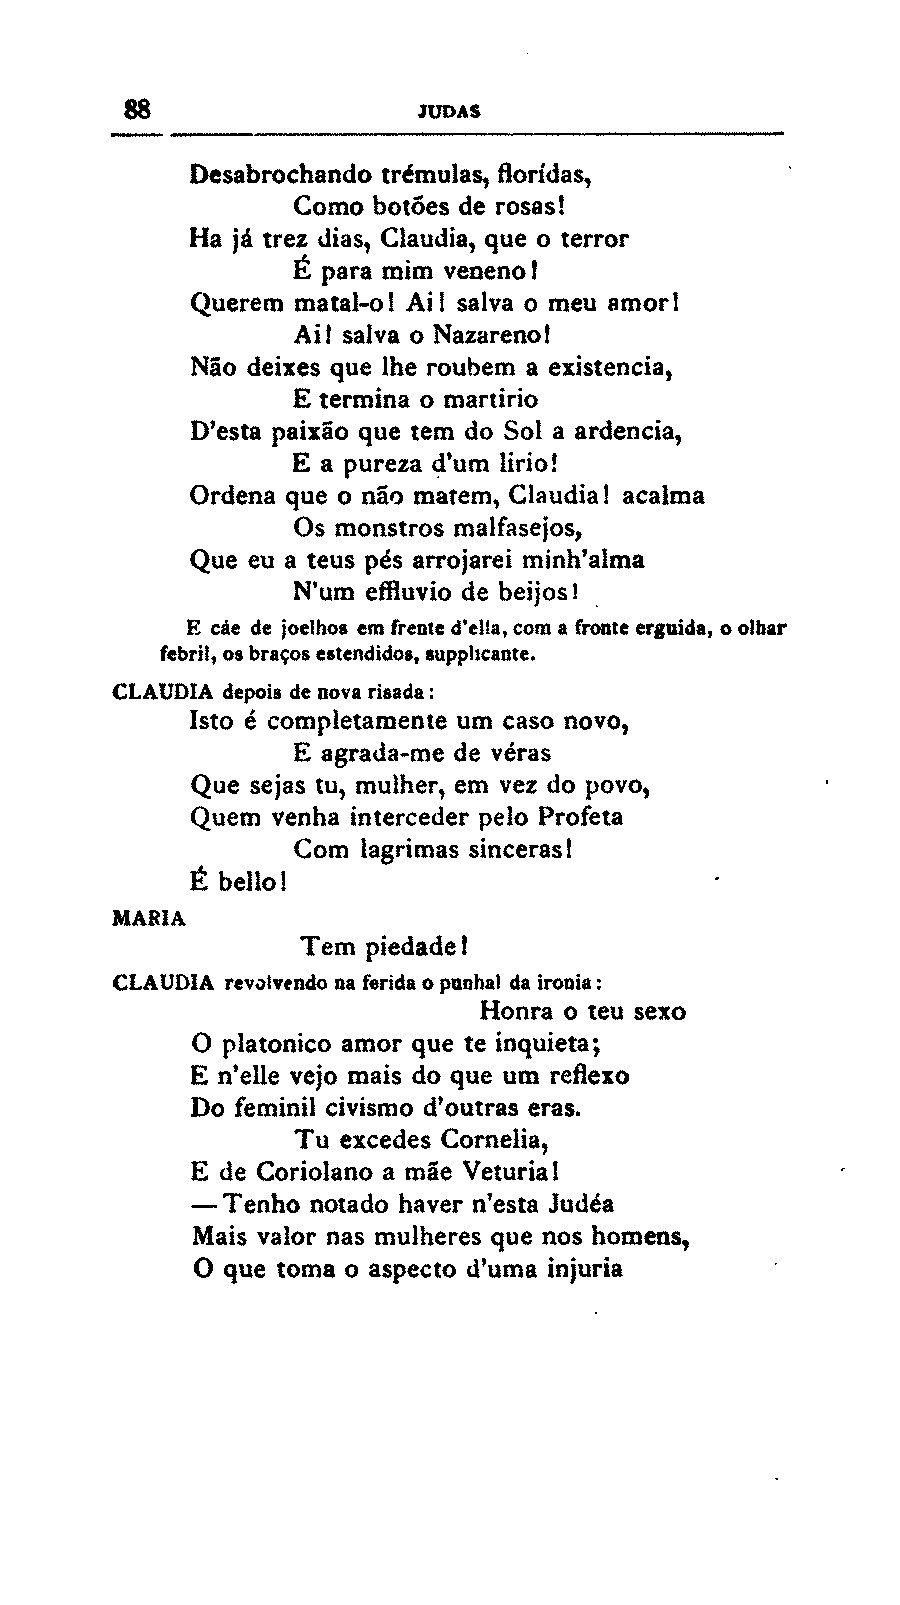 88 JUDAS
Desabrochando trémulas, florídas,
Como botões de rosas!
Ha já trez dias, Claudia, que o terror
É para mim veneno!
Querem matal-o! Ai! salva o meu amor!
Ai! salva o Nazareno!
Não deixes que lhe roubem a existencia,
E termina o martirio
D'esta paixão que tem do Sol a ardencia,
E a pureza d'um lirio!
Ordena que o não matem, Claudia! acalma
Os monstros malfasejos,
Que eu a teus pés arrojarei minh'alma
N'um effluvio de beijos!
E cáe de joelhos em frente d'ella, com a fronte erguida, o olhar
febril, os braços estendidos, supplicante.
CLAUDIA depois de nova risada:
Isto é completamente um caso novo,
E agrada-me de véras
Que sejas tu, mulher, em vez do povo,
Quem venha interceder pelo Profeta
Com lagrimas sinceras!
É bello!
MARIA
Tem piedade!
CLAUDIA revolvendo na ferida o punhal da ironia:
Honra o teu sexo
O platonico amor que te inquieta;
E n'elle vejo mais do que um reflexo
Do feminil civismo d'outras eras.
Tu excedes Cornelia,
E de Coriolano a mãe Veturia!
—Tenho notado haver n'esta Judéa
Mais valor nas mulheres que nos homens,
O que toma o aspecto d'uma injuria